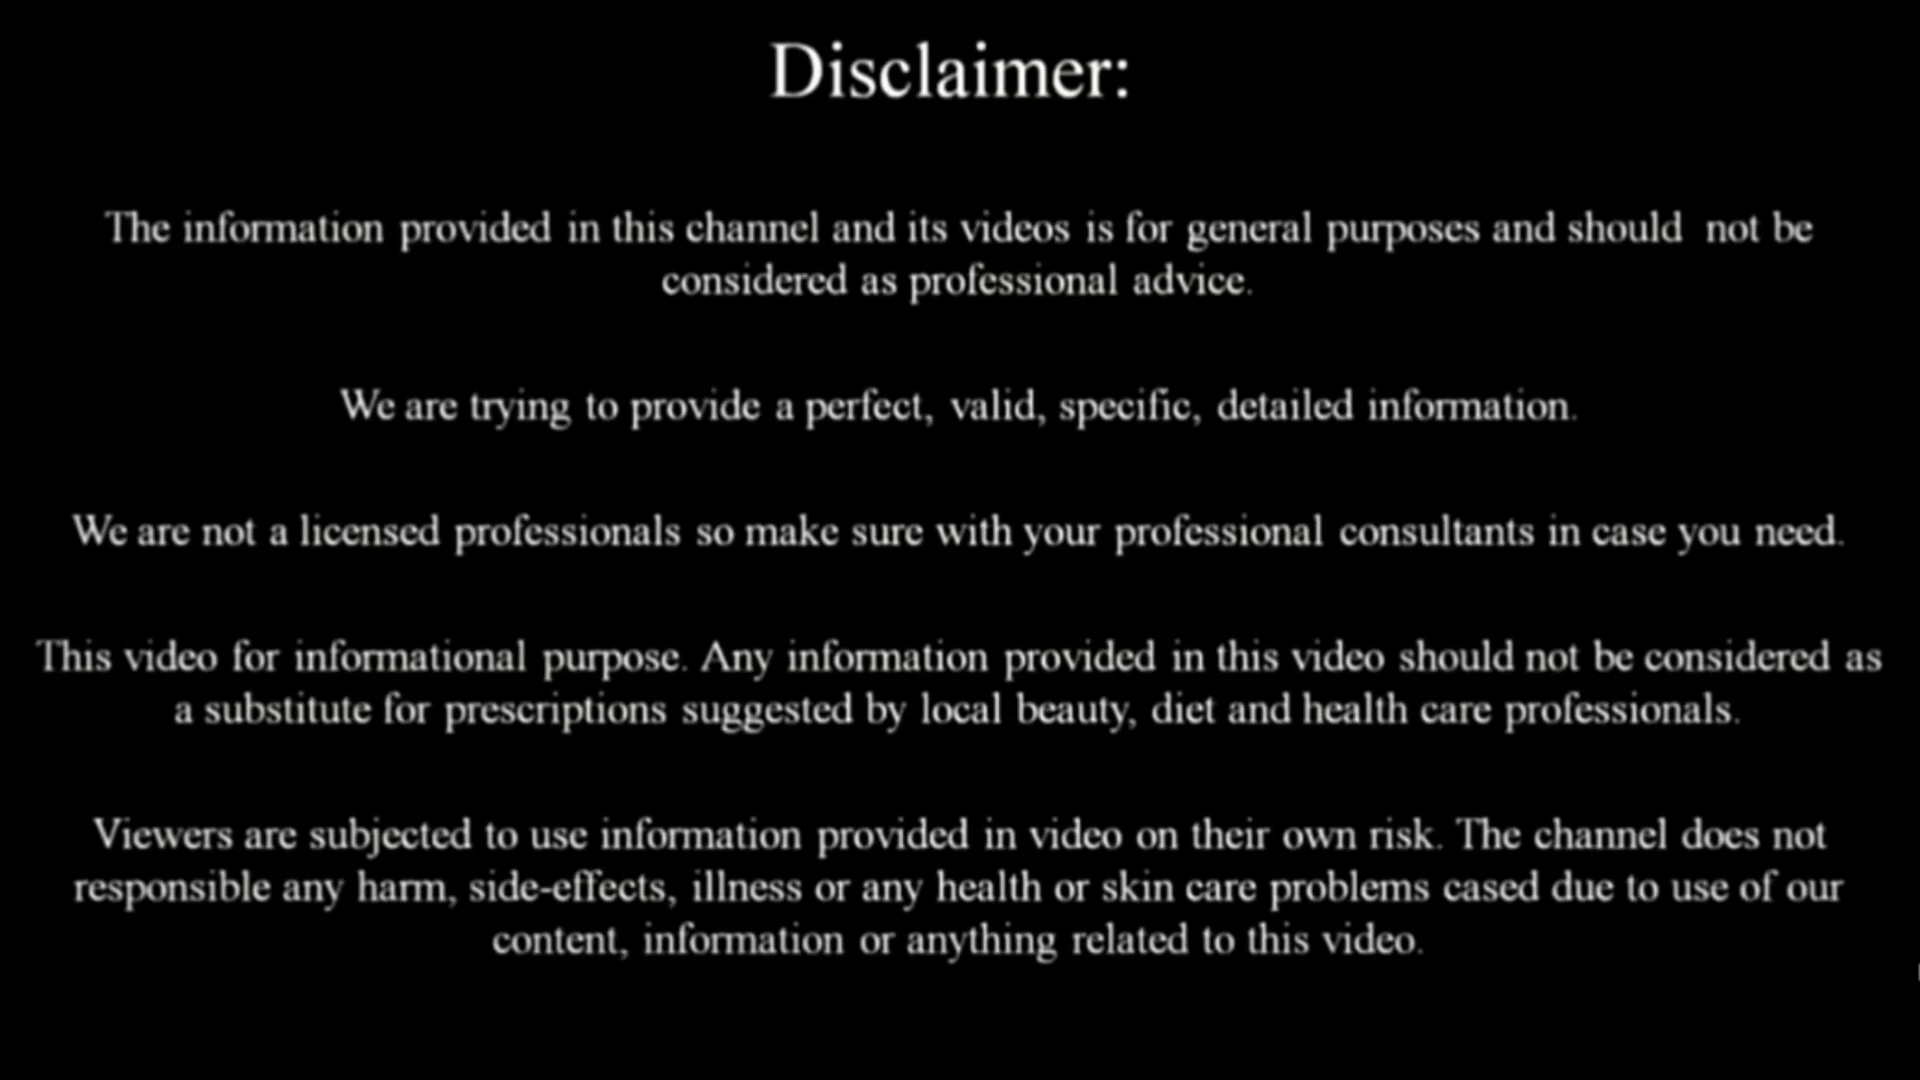 Disclaimer:
The information provided in this channel and its videos is for general purposes and should not be
considered as professional advice.
We are trying to provide a perfect, valid, specific, detailed information.
We are not a licensed professionals so make sure with your professional consultants in case you need.
This video for informational purpose. Any information provided in this video should not be considered as
a substitute for prescriptions suggested by local beauty, diet and health care professionals.
Viewers are subjected to use information provided in video on their own risk. The channel does not
responsible any harm, side-effects, illness or any health or skin care problems cased due to use of our
content, information or anything related to this video.